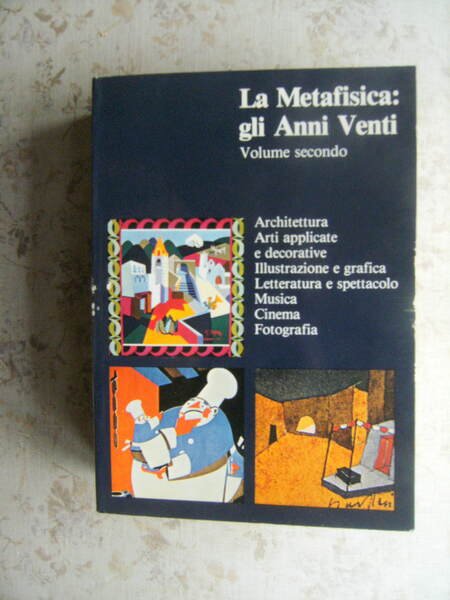 La Metafisica:
gli Anni Venti
Volume secondo
Architettura
Arti applicate
e decorative
Illustrazione e grafica
Letteratura e spettacolo
Musica
Cinema
Fotografia